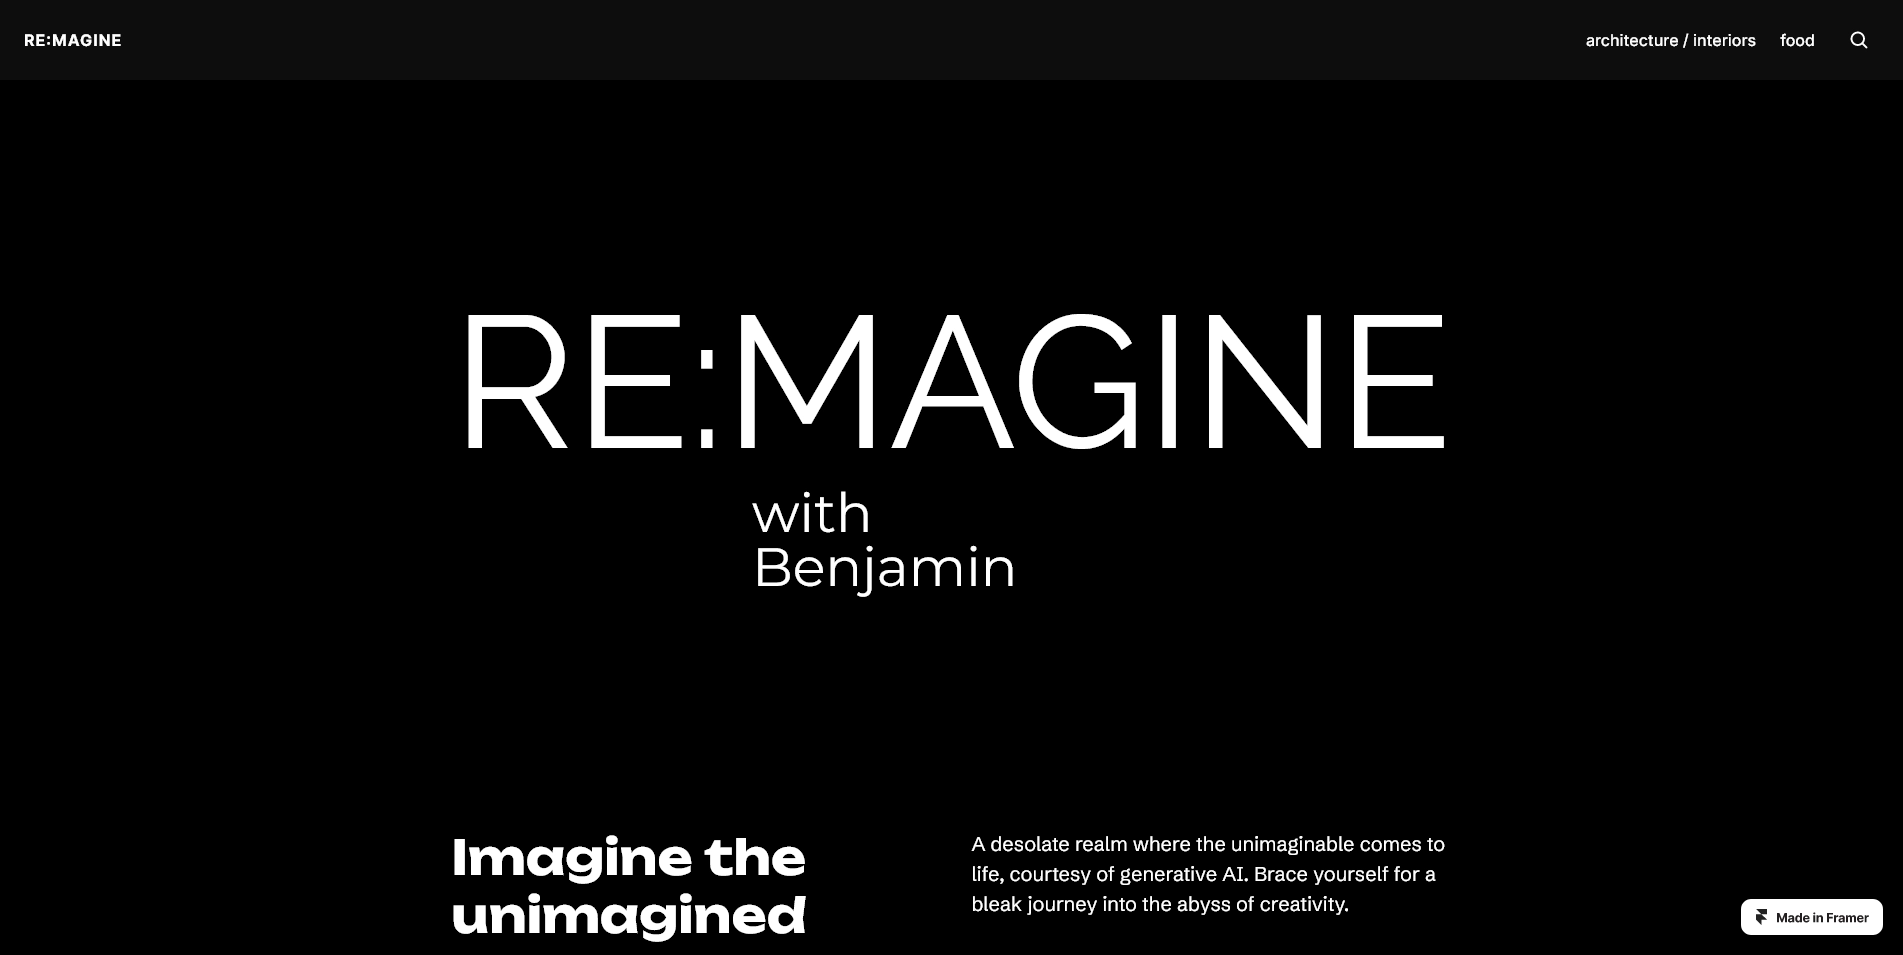 RE:MAGINE
architecture / interiors
food
RE:MAGINE
with
Benjamin
Imagine the
unimagined
A desolate realm where the unimaginable comes to
life, courtesy of generative AI. Brace yourself for a
bleak journey into the abyss of creativity.
Made in Framer